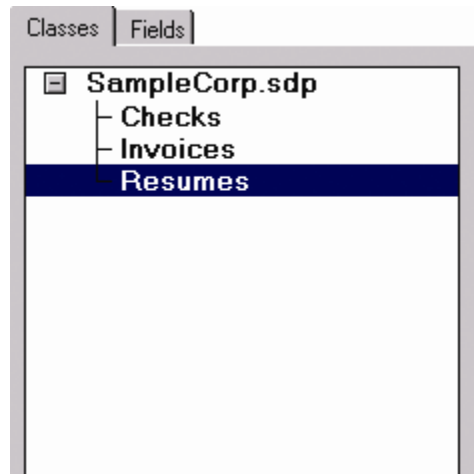 Classes Fields
SampleCorp.sdp
Checks
Invoices
Resumes